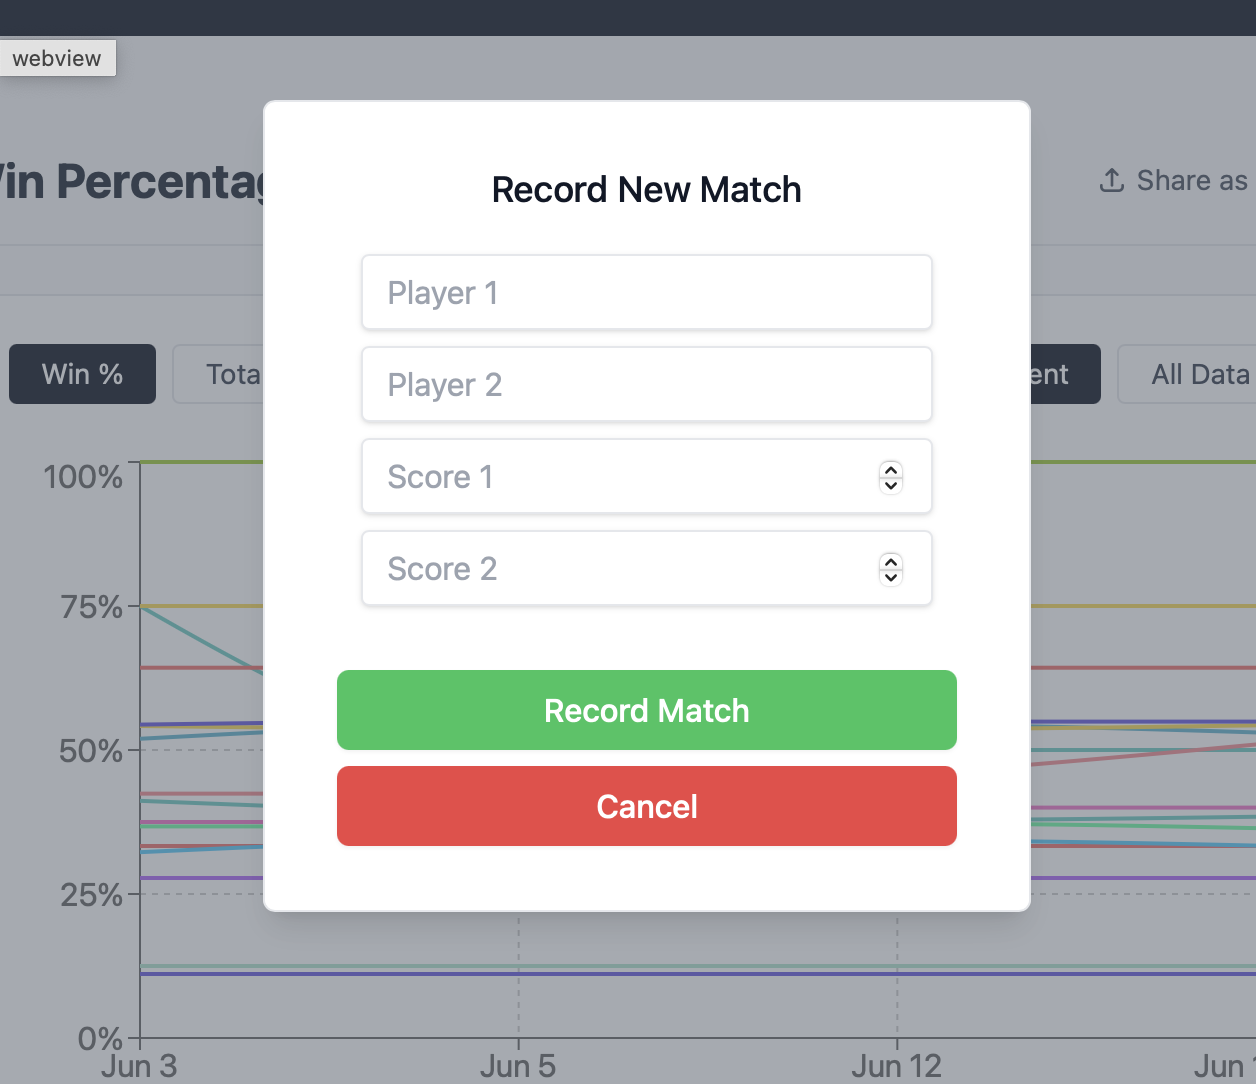 webview
in Percentag
Share as
Record New Match
Player 1
Player 2
Win %
Tota
ent
All Data
Score 1
Score 2
100%
75%
50%
25%
0%
Record Match
Cancel
Jun 3
Jun 5
Jun 12
Jun